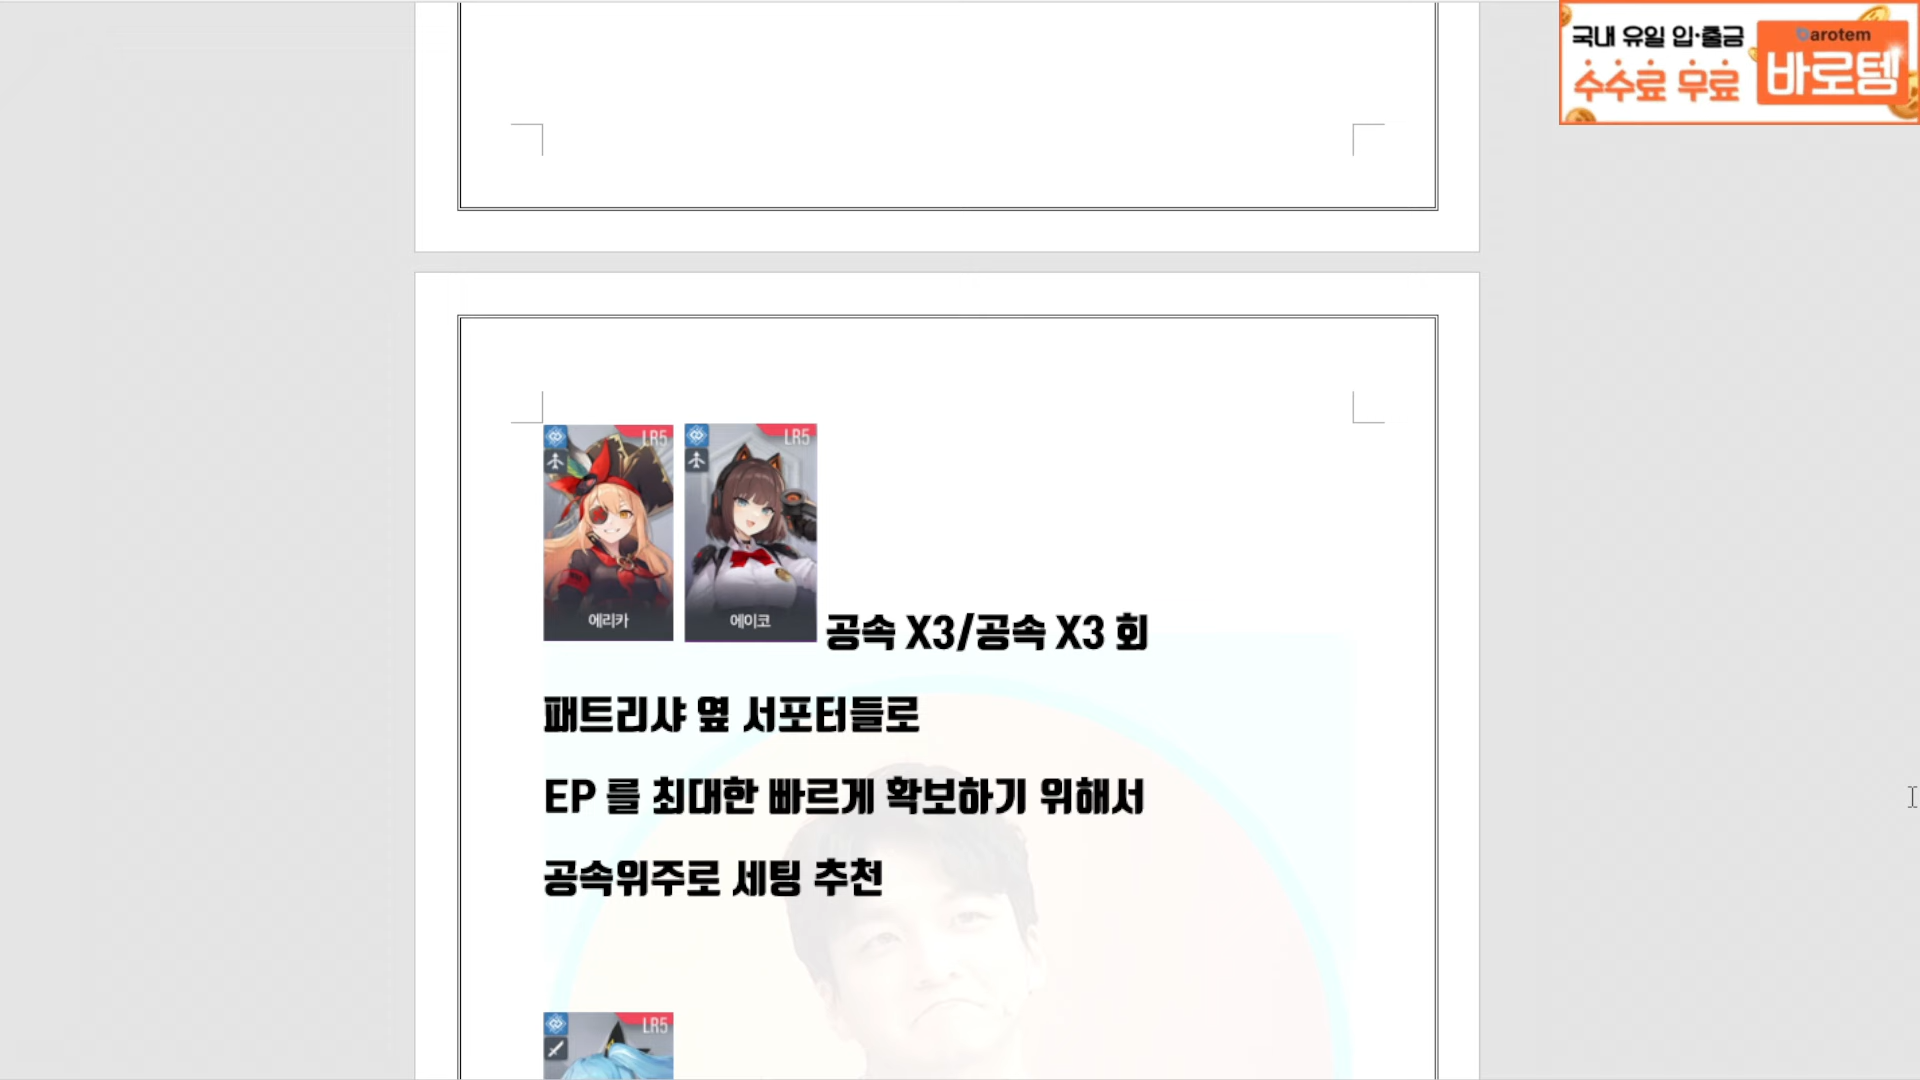 국내 유일 입·출금
수수료 무료
Barotem
바로템
LR5
에리카
LR5
에이코
공속 X3/공속 X3 회
패트리샤 옆 서포터들로
EP 를 최대한 빠르게 확보하기 위해서
공속위주로 세팅 추천
LR5